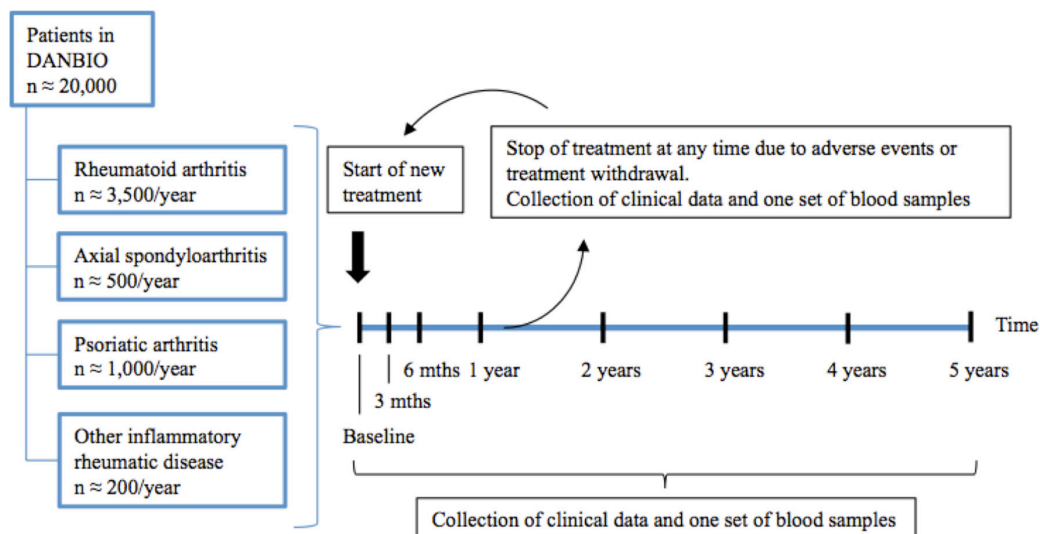 Patients in
DANBIO
n ≈ 20,000
Rheumatoid arthritis
n ≈ 3,500/year
Axial spondyloarthritis
n ≈ 500/year
Psoriatic arthritis
n ≈ 1,000/year
Other inflammatory
rheumatic disease
n ≈ 200/year
Start of new
treatment
Stop of treatment at any time due to adverse events or
treatment withdrawal.
Collection of clinical data and one set of blood samples
Time
6 mths 1 year 2 years 3 years 4 years 5 years
3 mths
Baseline
Collection of clinical data and one set of blood samples